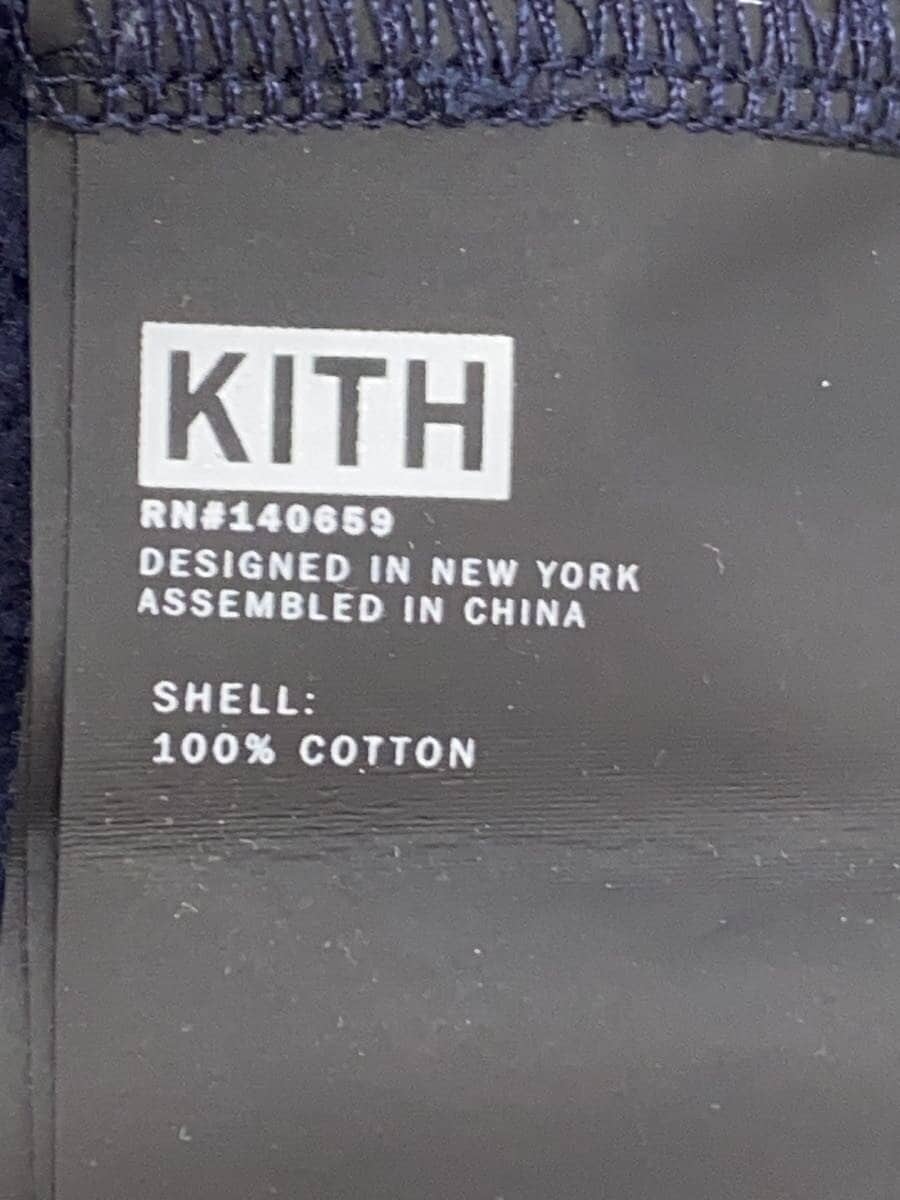 KITH
RN#140659
DESIGNED IN NEW YORK
ASSEMBLED IN CHINA
SHELL:
100% COTTON